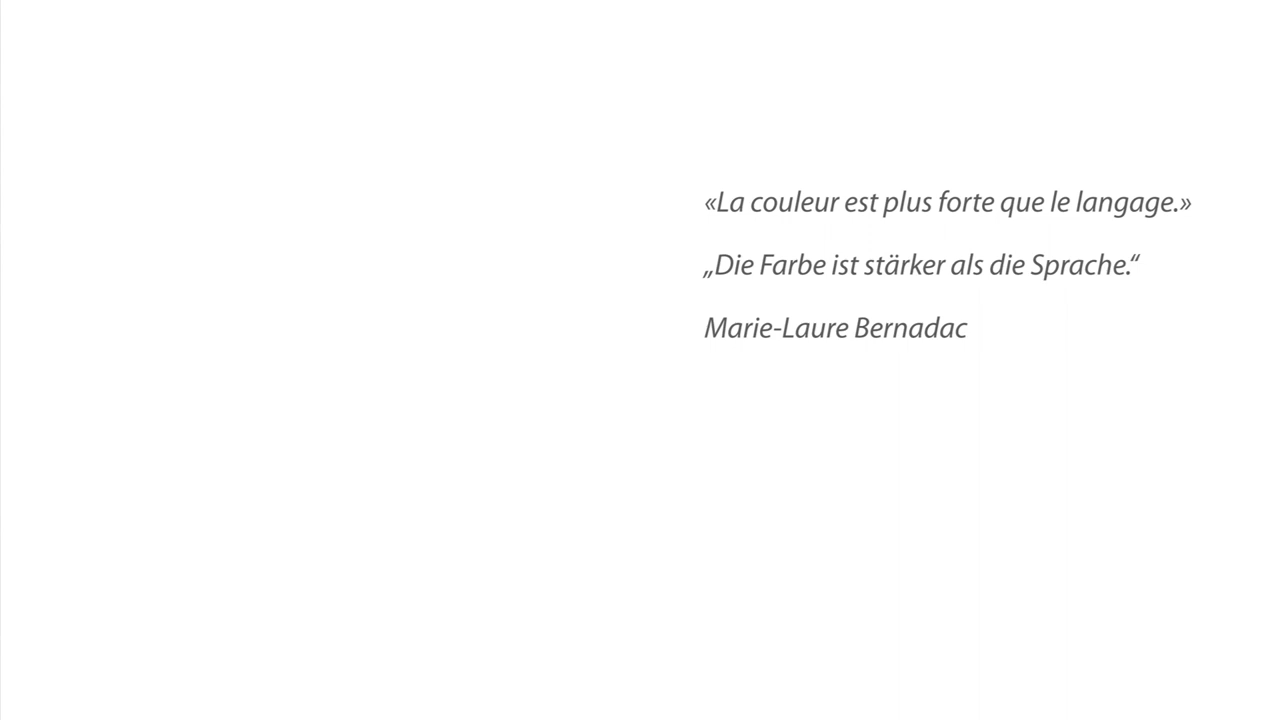 «La couleur est plus forte que le langage.»
„Die Farbe ist stärker als die Sprache.“
Marie-Laure Bernadac